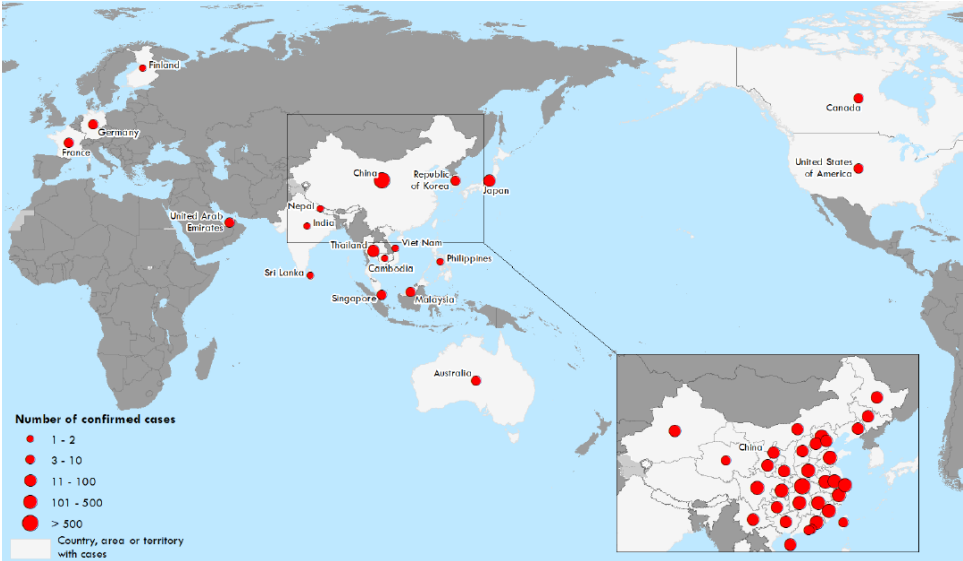 Finland
Germany
France
Canada
United States
of America
China
Republic
of Korea
Japan
Nepal
India
United Arab
Emirates
Thailand
Viet Nam
Cambodia
Philippines
Sri Lanka
Singapore
Malaysia
Australia
China
Number of confirmed cases
1 - 2
3 - 10
11 - 100
101 - 500
> 500
Country, area or territory
with cases